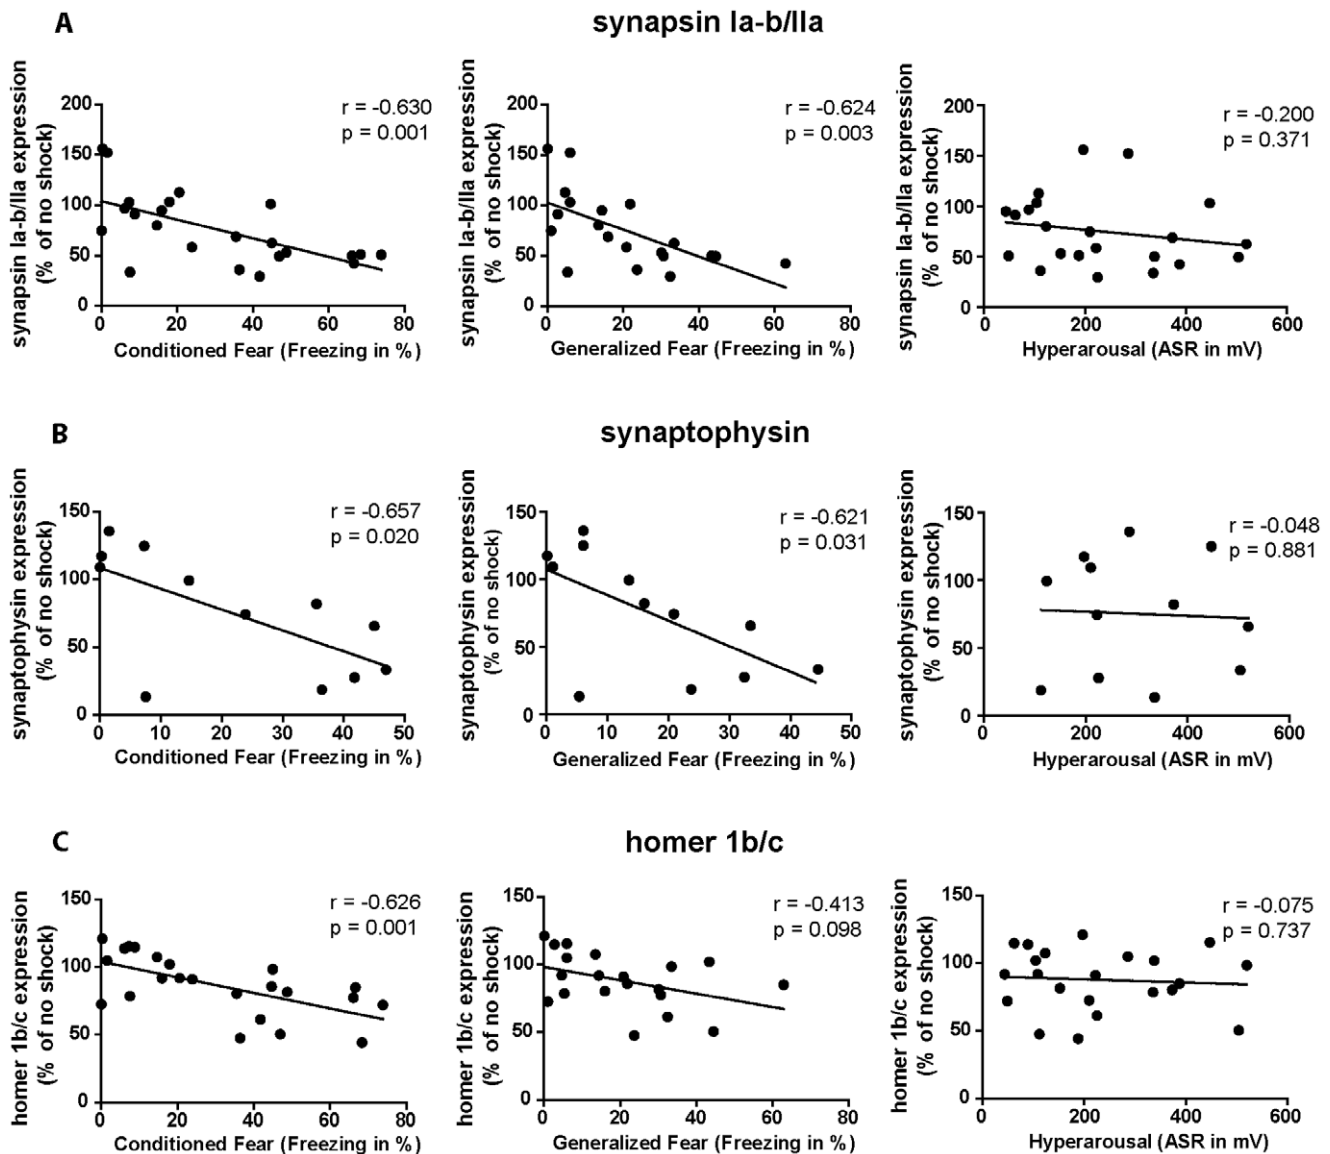 A
synapsin Ia-b/IIa
synapsin Ia-b/IIa expression
(% of no shock)
200
150
100
50
0
r = -0.630
p = 0.001
0 20 40 60 80
Conditioned Fear (Freezing in %)
synapsin Ia-b/IIa expression
(% of no shock)
200
150
100
50
0
r = -0.624
p = 0.003
0 20 40 60 80
Generalized Fear (Freezing in %)
synapsin Ia-b/IIa expression
(% of no shock)
200
150
100
50
0
r = -0.200
p = 0.371
0 200 400 600
Hyperarousal (ASR in mV)
B
synaptophysin
synaptophysin expression
(% of no shock)
150
100
50
0
r = -0.657
p = 0.020
0 10 20 30 40 50
Conditioned Fear (Freezing in %)
synaptophysin expression
(% of no shock)
150
100
50
0
r = -0.621
p = 0.031
0 10 20 30 40 50
Generalized Fear (Freezing in %)
synaptophysin expression
(% of no shock)
150
100
50
0
r = -0.048
p = 0.881
0 200 400 600
Hyperarousal (ASR in mV)
C
homer 1b/c
homer 1b/c expression
(% of no shock)
150
100
50
0
r = -0.626
p = 0.001
0 20 40 60 80
Conditioned Fear (Freezing in %)
homer 1b/c expression
(% of no shock)
150
100
50
0
r = -0.413
p = 0.098
0 20 40 60 80
Generalized Fear (Freezing in %)
homer 1b/c expression
(% of no shock)
150
100
50
0
r = -0.075
p = 0.737
0 200 400 600
Hyperarousal (ASR in mV)